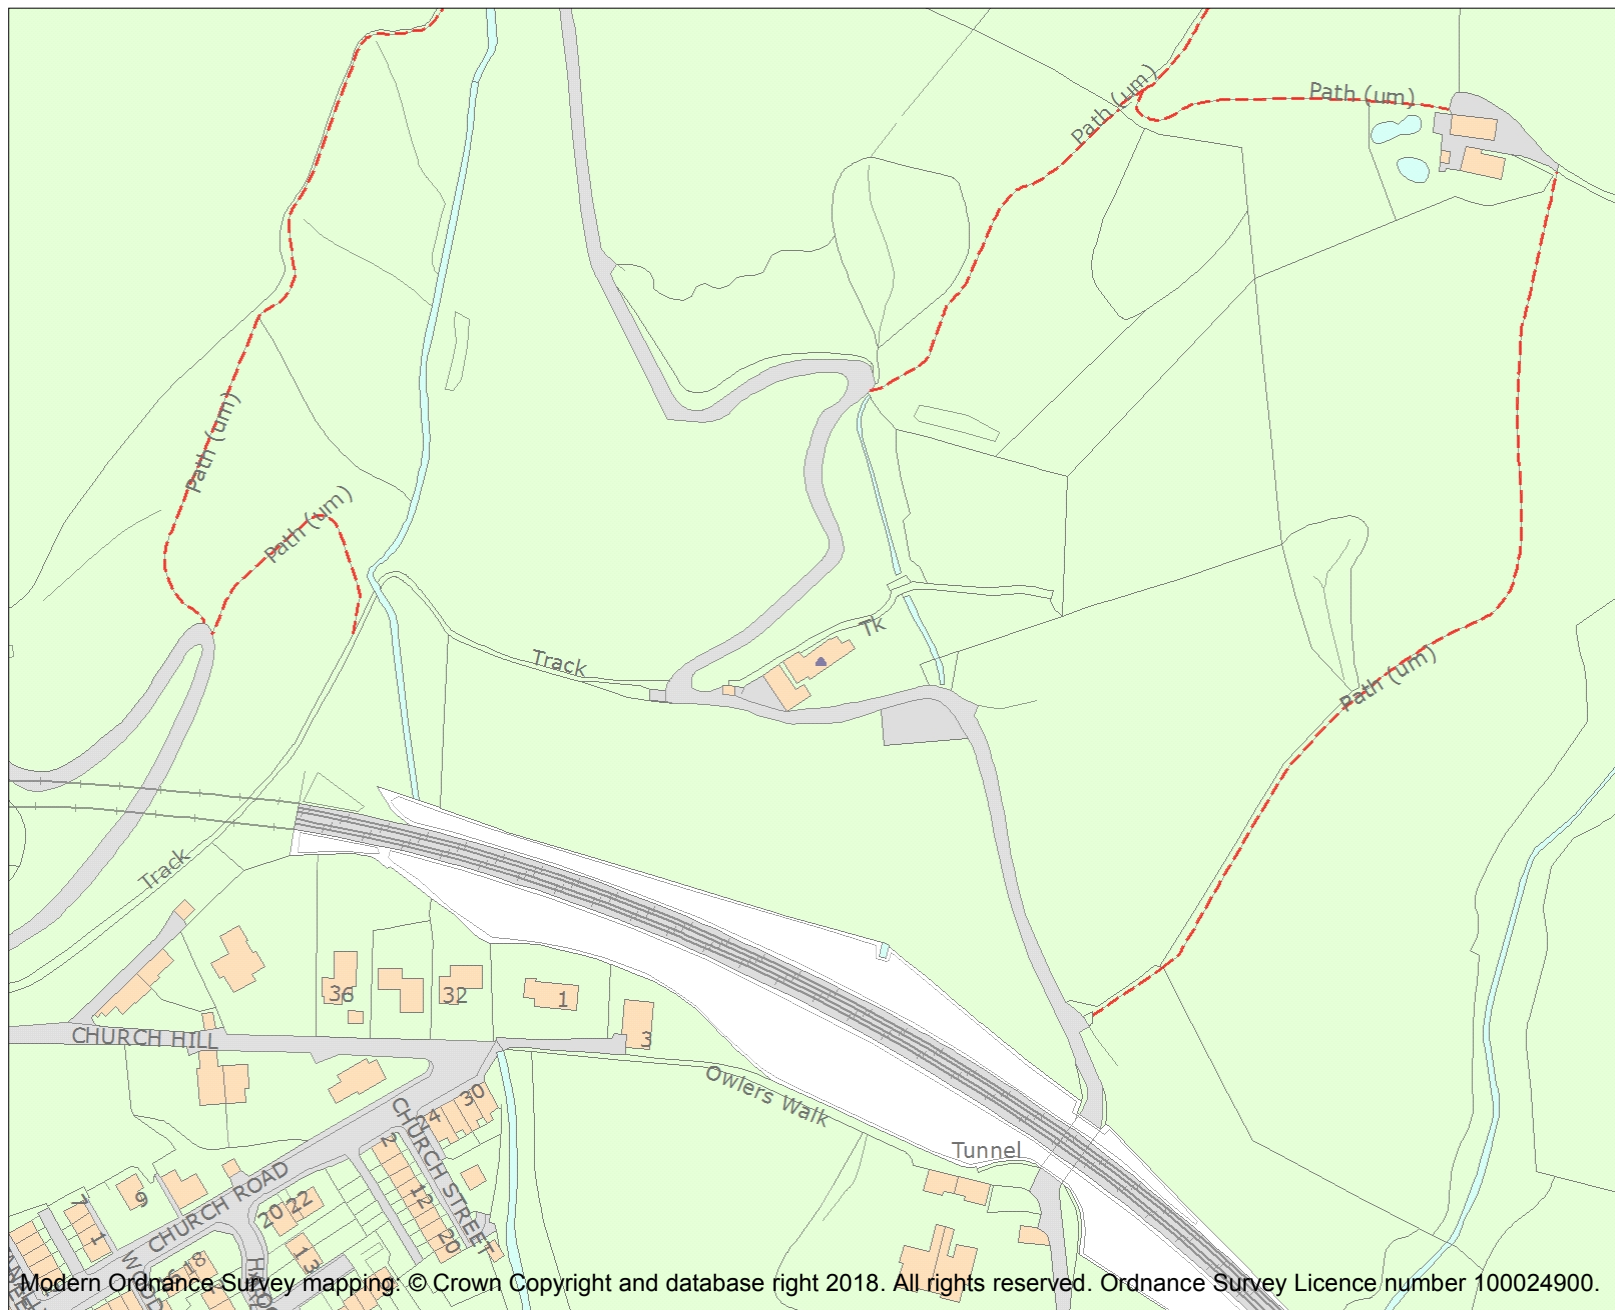 Path (um)
Path (um)
Path (um)
Path (um)
Tk
Track
Path (um)
Track
36
32
1
3
CHURCH HILL
Owlers Walk
30
24
CHURCH STREET
2
Tunnel
12
20
CHURCH ROAD
9
7
1
20
22
13
18
Modern Ordnance Survey mapping: © Crown Copyright and database right 2018. All rights reserved. Ordnance Survey Licence number 100024900.